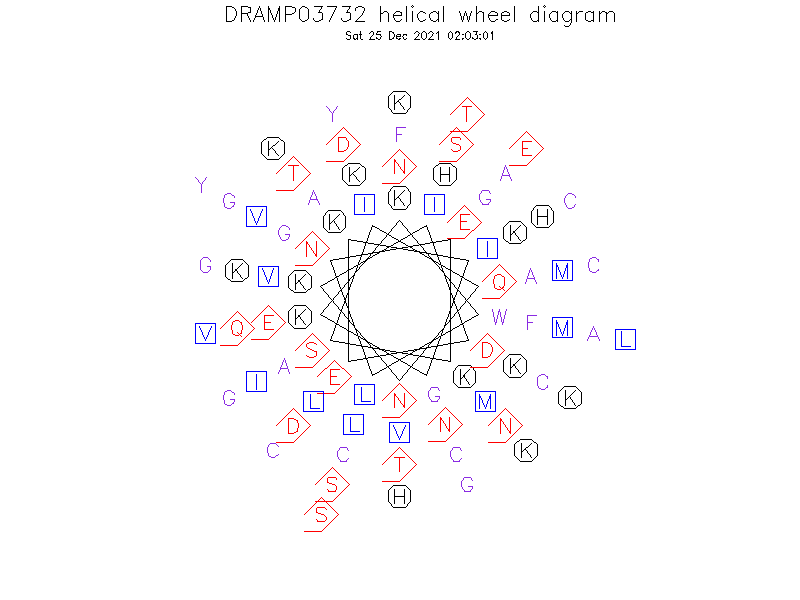 DRAMP03732 helical wheel diagram
Sat 25 Dec 2021 02:03:01
K
Y T
F
K D S E
N
T K H A
Y
G A K G C
I I
V K E H
G K
N I
G C
K V A M
K Q
K W
V Q E F M A L
S D
A K
I E K C
G L L N G M K
D L V N N
C C C K
T
S G
H
S